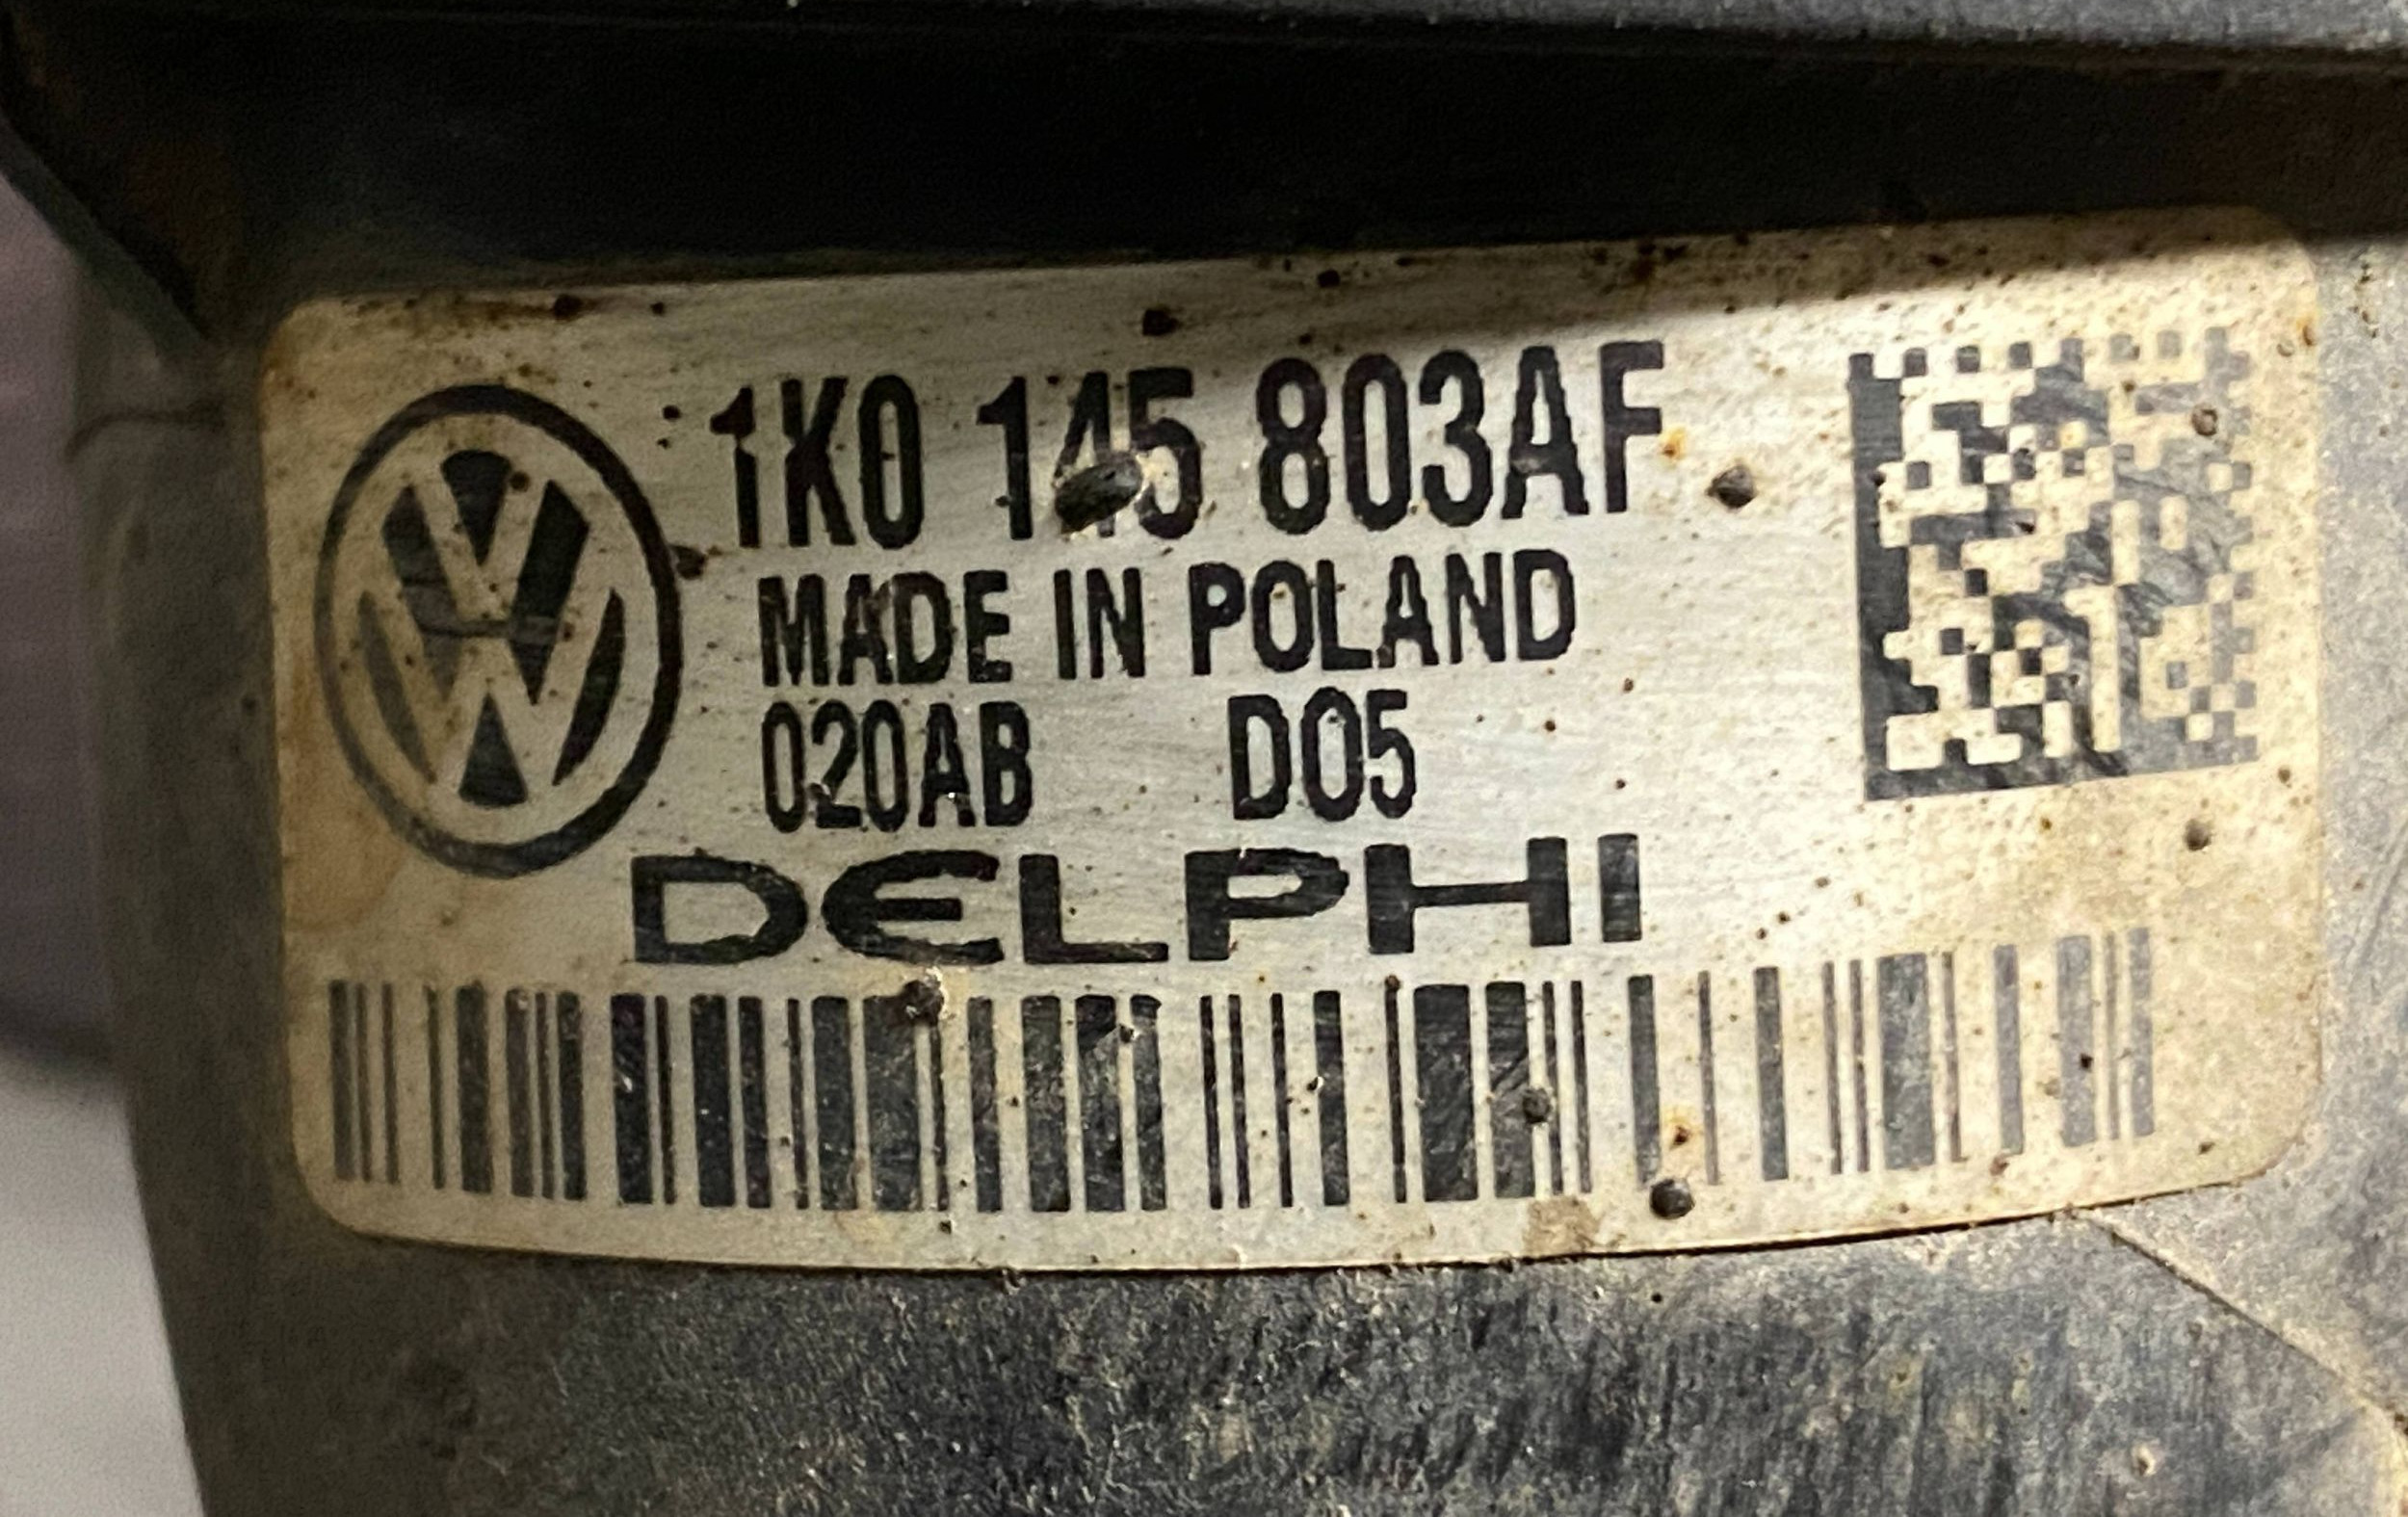 1K0 145 803AF
MADE IN POLAND
020AB D05
DELPHI